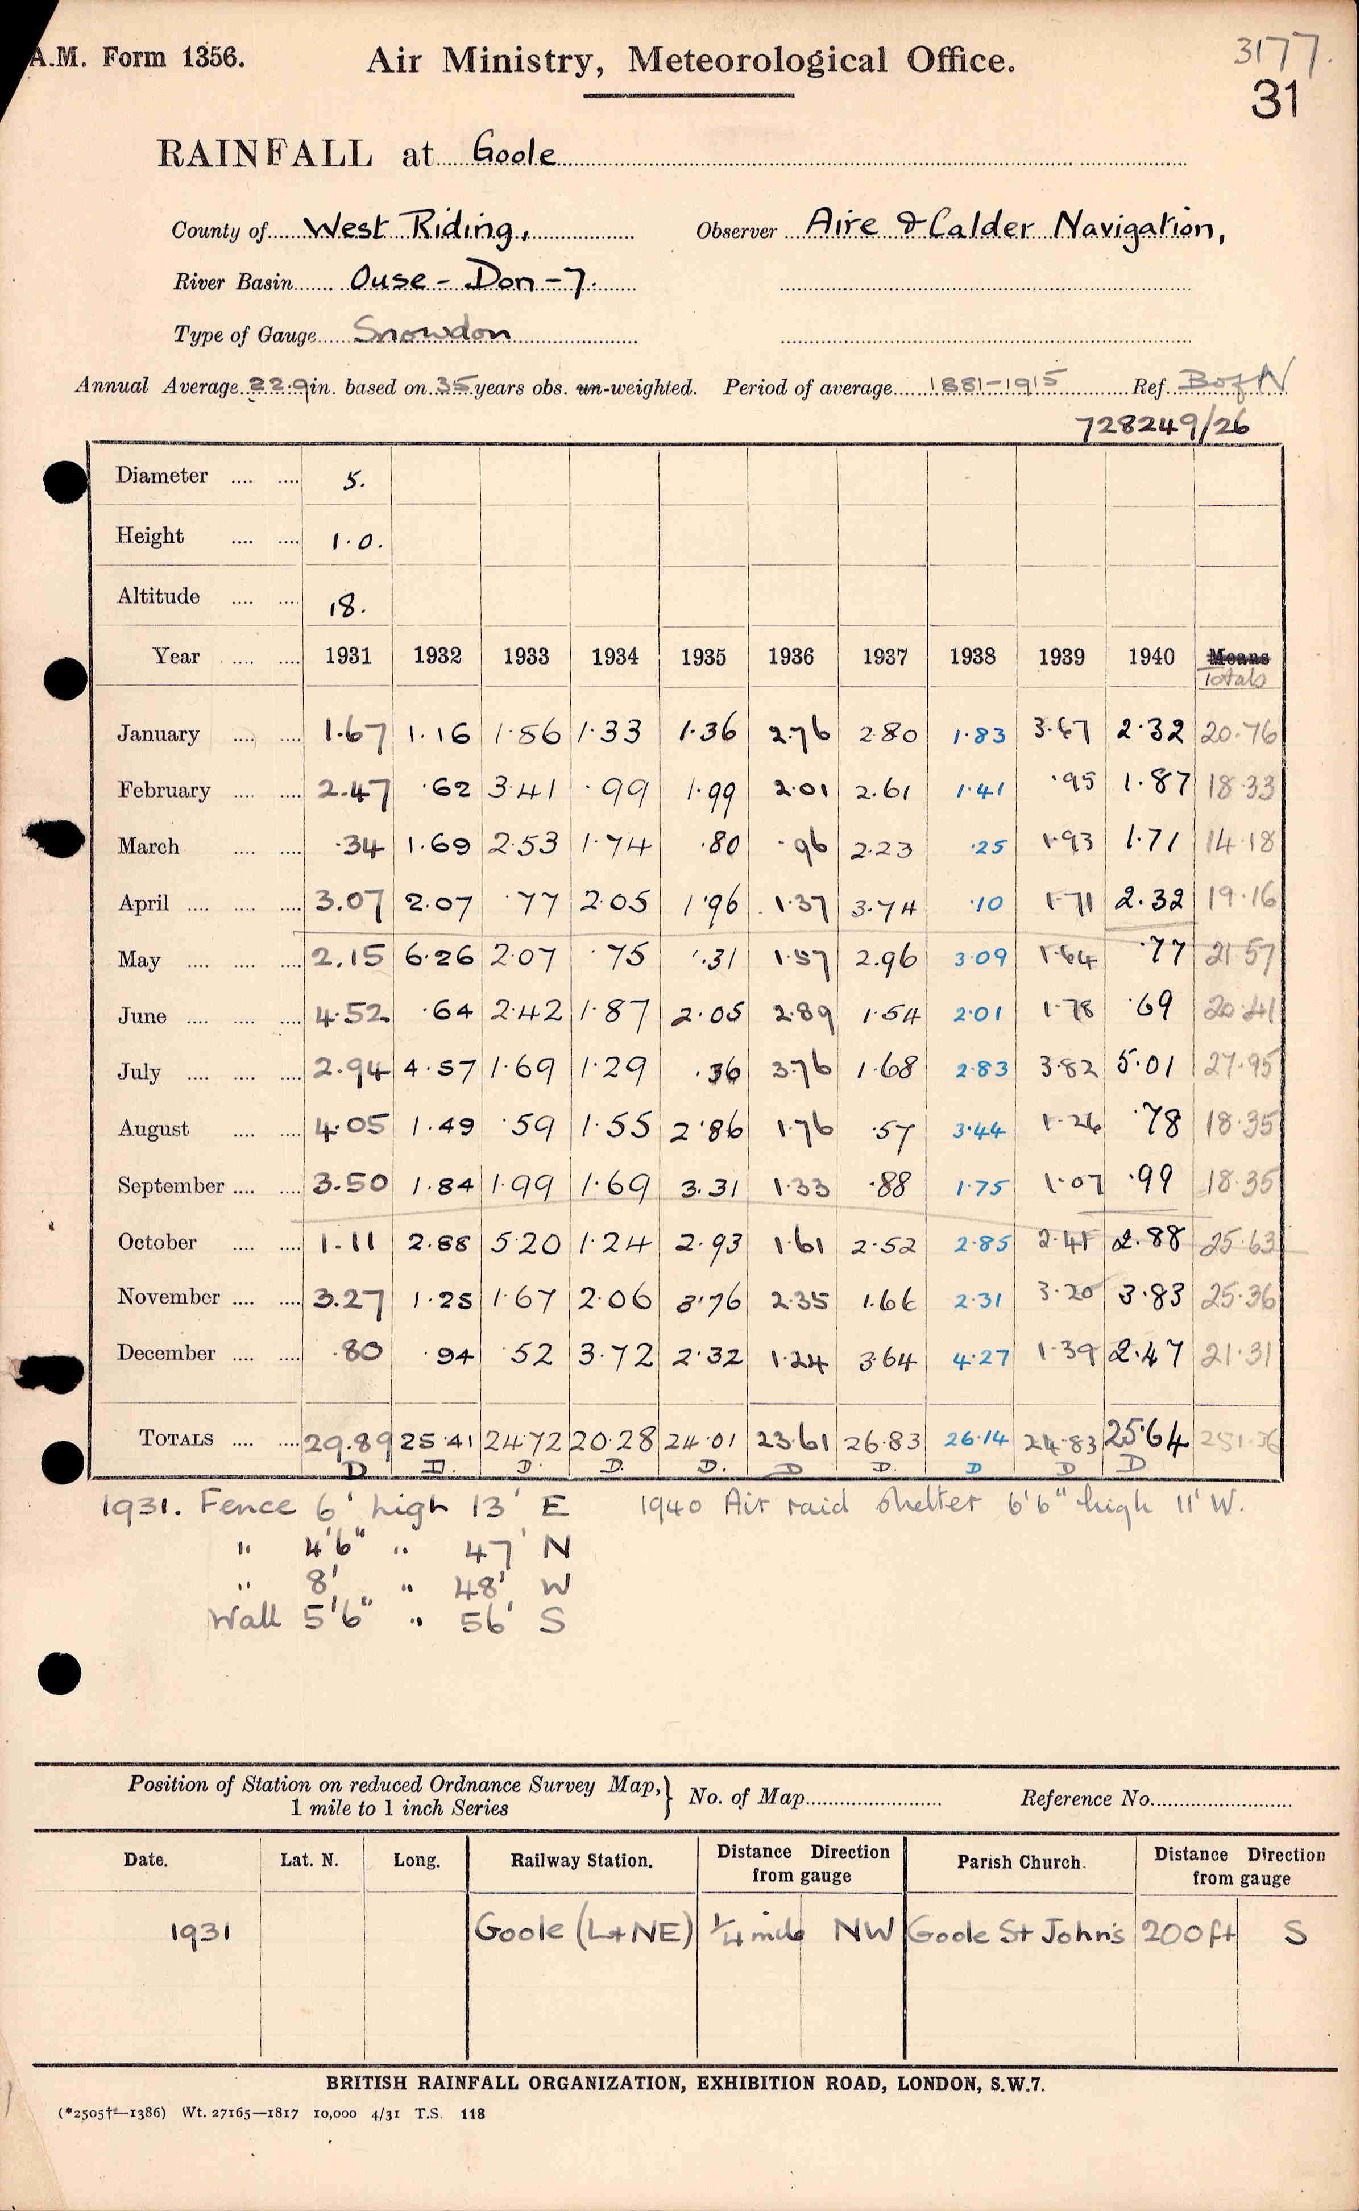 A.M. Form 1356.
Air Ministry, Meteorological Office.
3177.
31
RAINFALL at Goole
County of West Riding, Observer Aire & Calder Navigation,
River Basin Ouse - Don - 7.
Type of Gauge Snowdon
Annual Average 22.9 in. based on 35 years obs. un-weighted. Period of average 1881-1915 Ref. B of N
728249/26
Diameter 5.
Height 1.0.
Altitude 18.
Year 1931 1932 1933 1934 1935 1936 1937 1938 1939 1940 Means
Totals
January 1.67 1.16 1.86 1.33 1.36 2.76 2.80 1.83 3.67 2.32 20.76
February 2.47 .62 3.41 .99 1.99 2.01 2.61 1.41 .95 1.87 18.33
March .34 1.69 2.53 1.74 .80 .96 2.23 .25 1.93 1.71 14.18
April 3.07 2.07 .77 2.05 1.96 1.37 3.74 .10 1.71 2.32 19.16
May 2.15 6.26 2.07 .75 .31 1.57 2.96 3.09 1.64 .77 21.57
June 4.52 .64 2.42 1.87 2.05 2.89 1.54 2.01 1.78 .69 20.41
July 2.94 4.57 1.69 1.29 .36 3.76 1.68 2.83 3.82 5.01 27.95
August 4.05 1.49 .59 1.55 2.86 1.76 .57 3.44 1.26 .78 18.35
September 3.50 1.84 1.99 1.69 3.31 1.33 .88 1.75 1.07 .99 18.35
October 1.11 2.88 5.20 1.24 2.93 1.61 2.52 2.85 2.41 2.88 25.63
November 3.27 1.25 1.67 2.06 3.76 2.35 1.66 2.31 3.20 3.83 25.36
December .80 .94 .52 3.72 2.32 1.24 3.64 4.27 1.39 2.47 21.31
TOTALS 29.89 25.41 24.72 20.28 24.01 23.61 26.83 26.14 24.83 25.64 251.36
D D. D. D. D. D D. D D D
1931. Fence 6' high 13' E 1940 Air raid shelter 6'6" high 11' W.
" 4'6" " 47' N
" 8' " 48' W
Wall 5'6" " 56' S
Position of Station on reduced Ordnance Survey Map, } No. of Map Reference No.
1 mile to 1 inch Series
Date. Lat. N. Long. Railway Station. Distance Direction from gauge Parish Church. Distance Direction from gauge
1931 Goole (L+NE) 1/4 mile NW Goole St John's 200ft S
BRITISH RAINFALL ORGANIZATION, EXHIBITION ROAD, LONDON, S.W.7.
(*2505†—1386) Wt. 27165—1817 10,000 4/31 T.S. 118